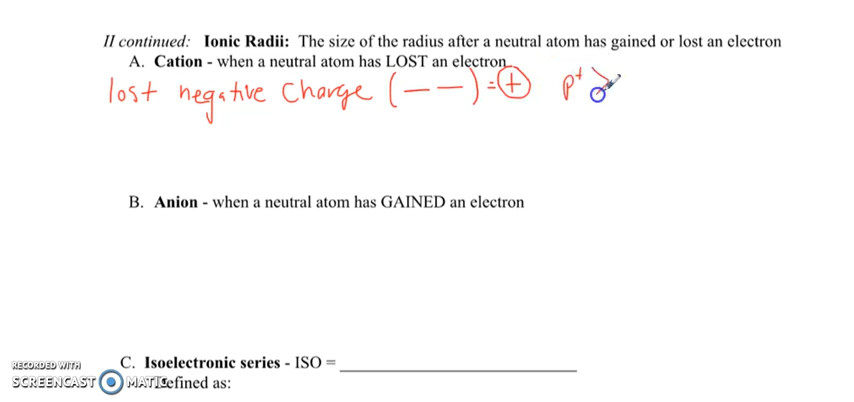 II continued: Ionic Radii: The size of the radius after a neutral atom has gained or lost an electron
A. Cation - when a neutral atom has LOST an electron
lost negative Charge (− −) = + p⁺ >
B. Anion - when a neutral atom has GAINED an electron
C. Isoelectronic series - ISO = ____________________
Defined as:
RECORDED WITH
SCREENCAST MATIC